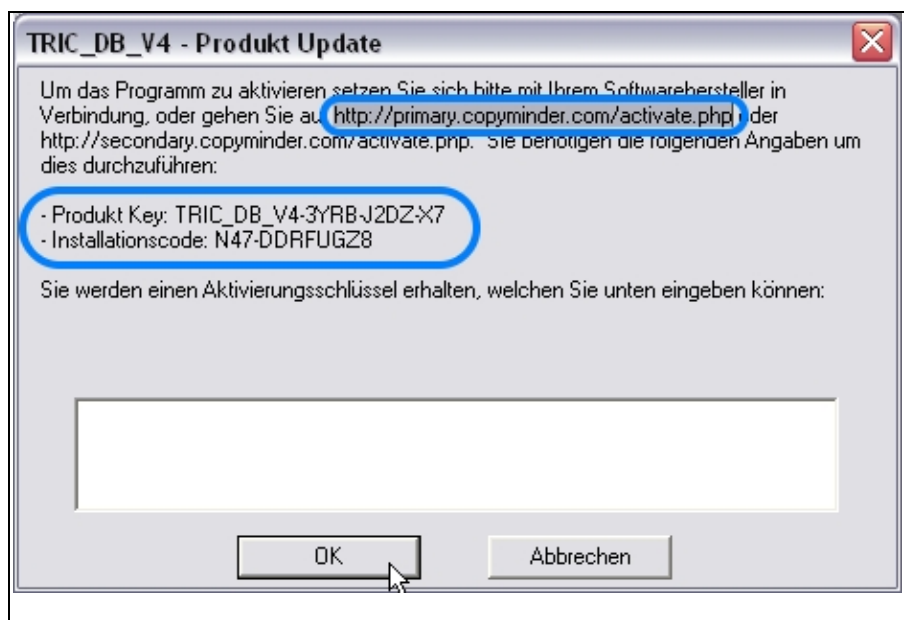 TRIC_DB_V4 - Produkt Update
Um das Programm zu aktivieren setzen Sie sich bitte mit Ihrem Softwarehersteller in
Verbindung, oder gehen Sie au http://primary.copyminder.com/activate.php oder
http://secondary.copyminder.com/activate.php. Sie benötigen die folgenden Angaben um
dies durchzuführen:
- Produkt Key: TRIC_DB_V4-3YRB-J2DZ-X7
- Installationscode: N47-DDRFUGZ8
Sie werden einen Aktivierungsschlüssel erhalten, welchen Sie unten eingeben können:
OK
Abbrechen